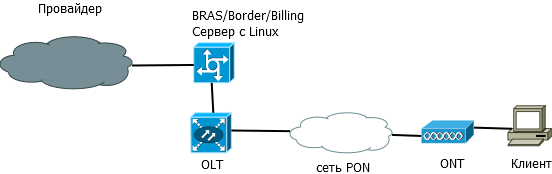 Провайдер
BRAS/Border/Billing
Сервер с Linux
OLT
сеть PON
ONT
Клиент